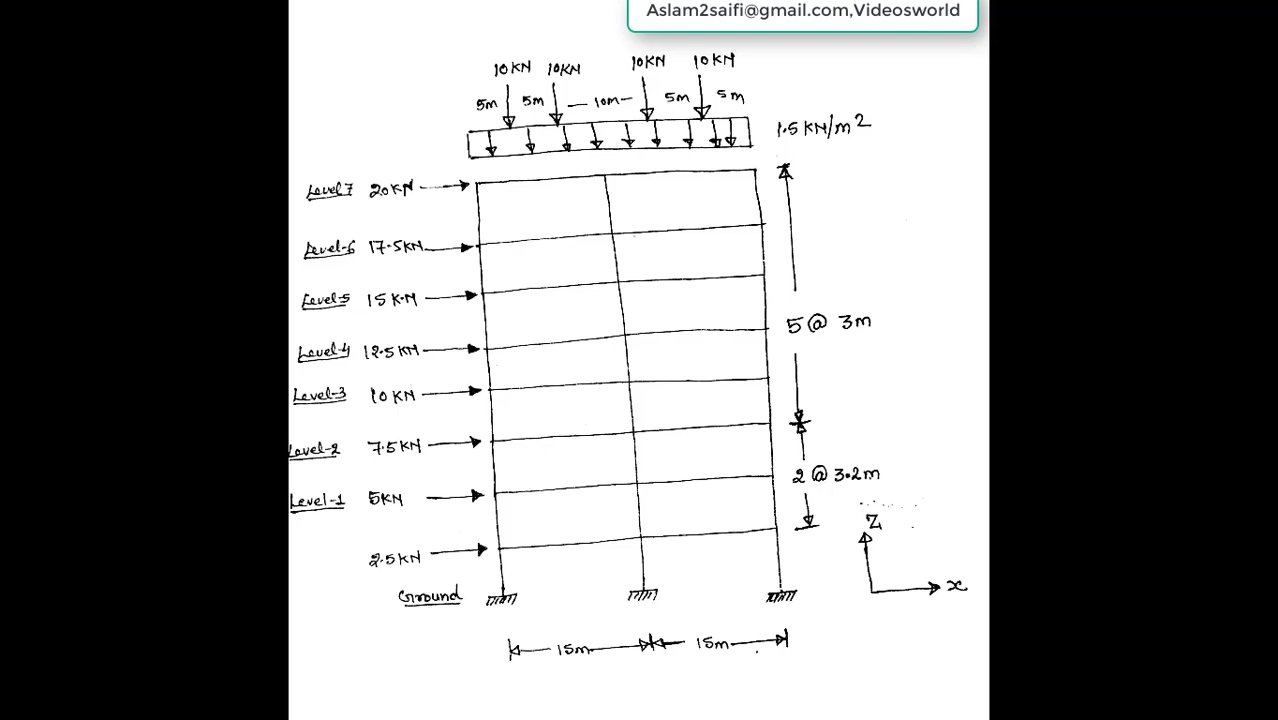 Aslam2saifi@gmail.com,Videosworld
10KN 10KN 10KN 10KN
5m 5m 10m 5m 5m
1.5 KN/m2
Level 7 20KN
Level-6 17.5KN
Level-5 15KN
Level-4 12.5KN
5 @ 3m
Level-3 10KN
Level-2 7.5KN
2 @ 3.2m
Level-1 5KN
Z
2.5KN
x
Ground
15m 15m